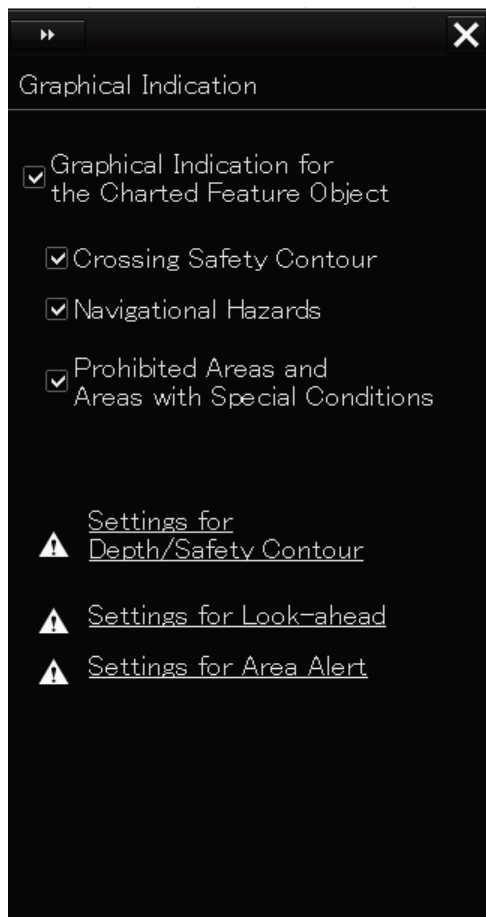 Graphical Indication
Graphical Indication for
the Charted Feature Object
Crossing Safety Contour
Navigational Hazards
Prohibited Areas and
Areas with Special Conditions
Settings for
Depth/Safety Contour
Settings for Look-ahead
Settings for Area Alert